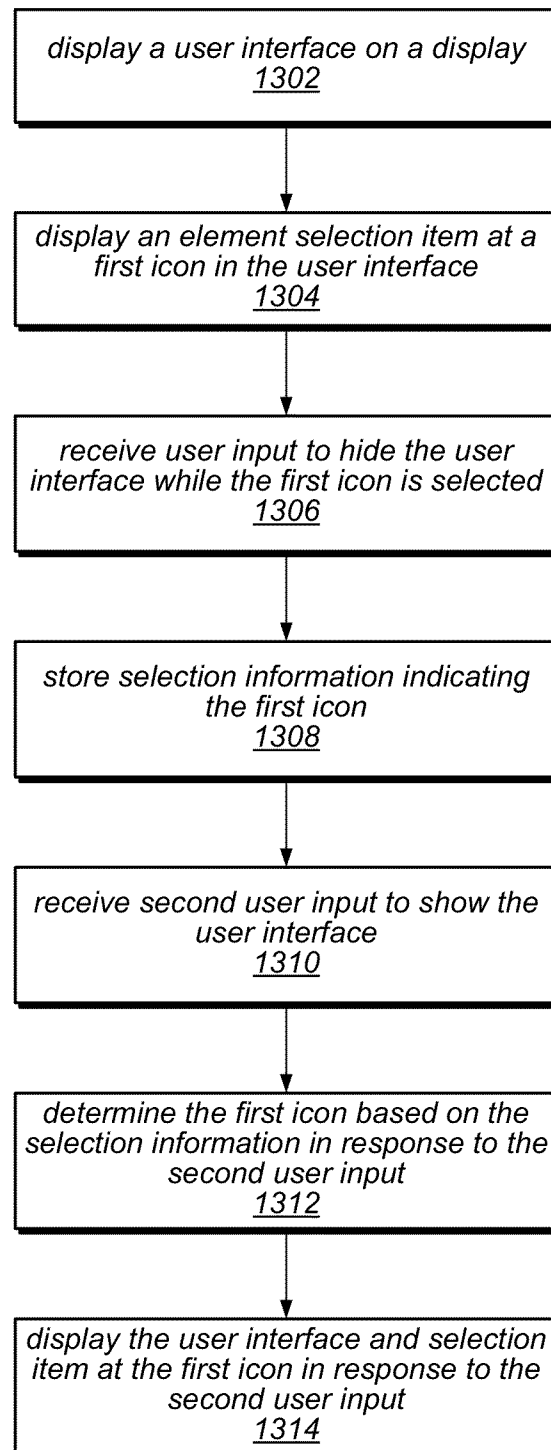 display a user interface on a display
1302
display an element selection item at a
first icon in the user interface
1304
receive user input to hide the user
interface while the first icon is selected
1306
store selection information indicating
the first icon
1308
receive second user input to show the
user interface
1310
determine the first icon based on the
selection information in response to the
second user input
1312
display the user interface and selection
item at the first icon in response to the
second user input
1314